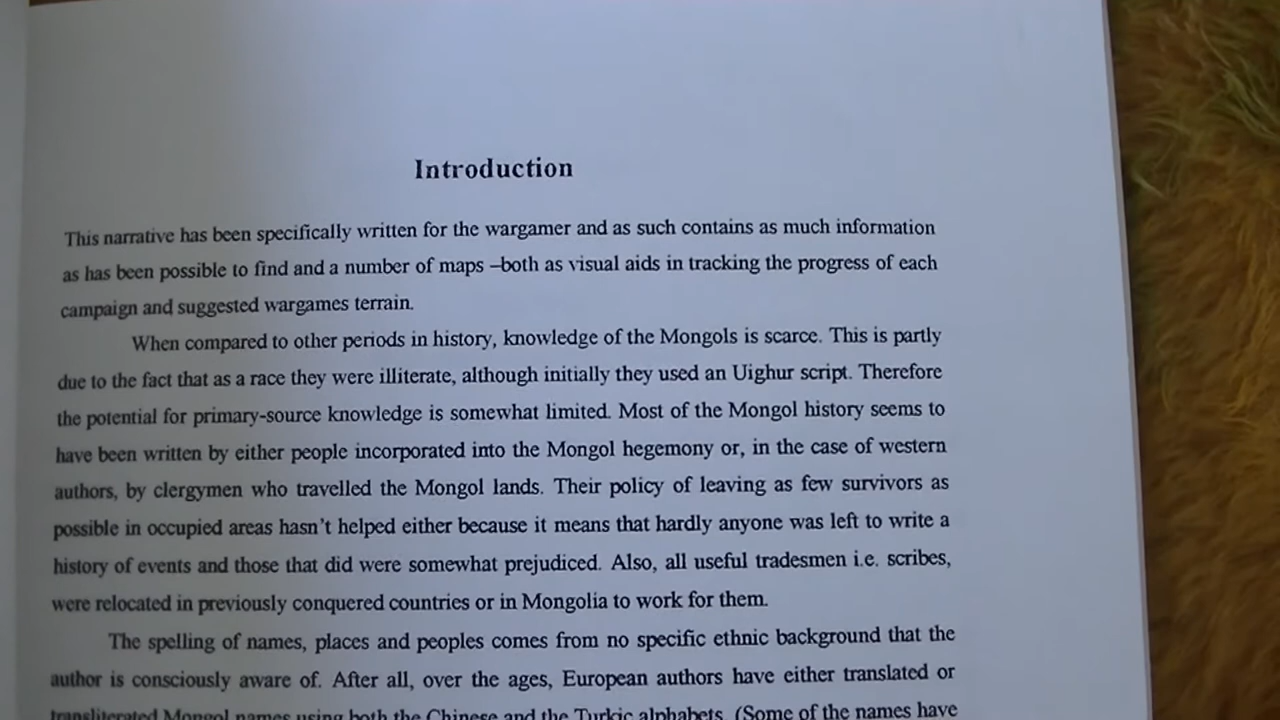 Introduction
This narrative has been specifically written for the wargamer and as such contains as much information
as has been possible to find and a number of maps –both as visual aids in tracking the progress of each
campaign and suggested wargames terrain.
When compared to other periods in history, knowledge of the Mongols is scarce. This is partly
due to the fact that as a race they were illiterate, although initially they used an Uighur script. Therefore
the potential for primary-source knowledge is somewhat limited. Most of the Mongol history seems to
have been written by either people incorporated into the Mongol hegemony or, in the case of western
authors, by clergymen who travelled the Mongol lands. Their policy of leaving as few survivors as
possible in occupied areas hasn't helped either because it means that hardly anyone was left to write a
history of events and those that did were somewhat prejudiced. Also, all useful tradesmen i.e. scribes,
were relocated in previously conquered countries or in Mongolia to work for them.
The spelling of names, places and peoples comes from no specific ethnic background that the
author is consciously aware of. After all, over the ages, European authors have either translated or
transliterated Mongol names using both the Chinese and the Turkic alphabets. (Some of the names have